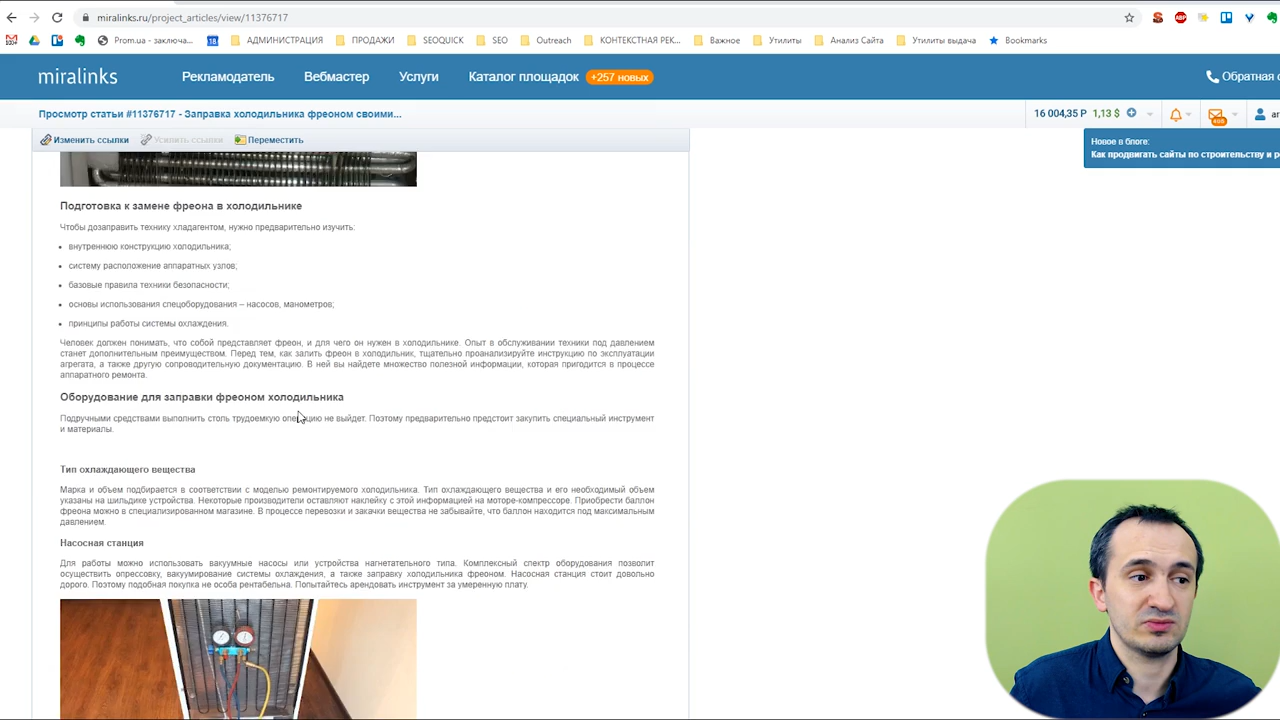 miralinks.ru/project_articles/view/11376717
Prom.ua - заключа...
АДМИНИСТРАЦИЯ
ПРОДАЖИ
SEOQUICK
SEO
Outreach
КОНТЕКСТНАЯ РЕК...
Важное
Утилиты
Анализ Сайта
Утилиты выдача
Bookmarks
miralinks
Рекламодатель
Вебмастер
Услуги
Каталог площадок
+257 новых
Обратная с
Просмотр статьи #11376717 - Заправка холодильника фреоном своими...
16 004,35 Р
1,13 $
Изменить ссылки
Усилить ссылки
Переместить
Новое в блоге:
Как продвигать сайты по строительству и р
Подготовка к замене фреона в холодильнике
Чтобы дозаправить технику хладагентом, нужно предварительно изучить:
внутреннюю конструкцию холодильника;
систему расположение аппаратных узлов;
базовые правила техники безопасности;
основы использования спецоборудования – насосов, манометров;
принципы работы системы охлаждения.
Человек должен понимать, что собой представляет фреон, и для чего он нужен в холодильнике. Опыт в обслуживании техники под давлением
станет дополнительным преимуществом. Перед тем, как залить фреон в холодильник, тщательно проанализируйте инструкцию по эксплуатации
агрегата, а также другую сопроводительную документацию. В ней вы найдете множество полезной информации, которая пригодится в процессе
аппаратного ремонта.
Оборудование для заправки фреоном холодильника
Подручными средствами выполнить столь трудоемкую операцию не выйдет. Поэтому предварительно предстоит закупить специальный инструмент
и материалы.
Тип охлаждающего вещества
Марка и объем подбирается в соответствии с моделью ремонтируемого холодильника. Тип охлаждающего вещества и его необходимый объем
указаны на шильдике устройства. Некоторые производители оставляют наклейку с этой информацией на моторе-компрессоре. Приобрести баллон
фреона можно в специализированном магазине. В процессе перевозки и закачки вещества не забывайте, что баллон находится под максимальным
давлением.
Насосная станция
Для работы можно использовать вакуумные насосы или устройства нагнетательного типа. Комплексный спектр оборудования позволит
осуществить опрессовку, вакуумирование системы охлаждения, а также заправку холодильника фреоном. Насосная станция стоит довольно
дорого. Поэтому подобная покупка не особа рентабельна. Попытайтесь арендовать инструмент за умеренную плату.